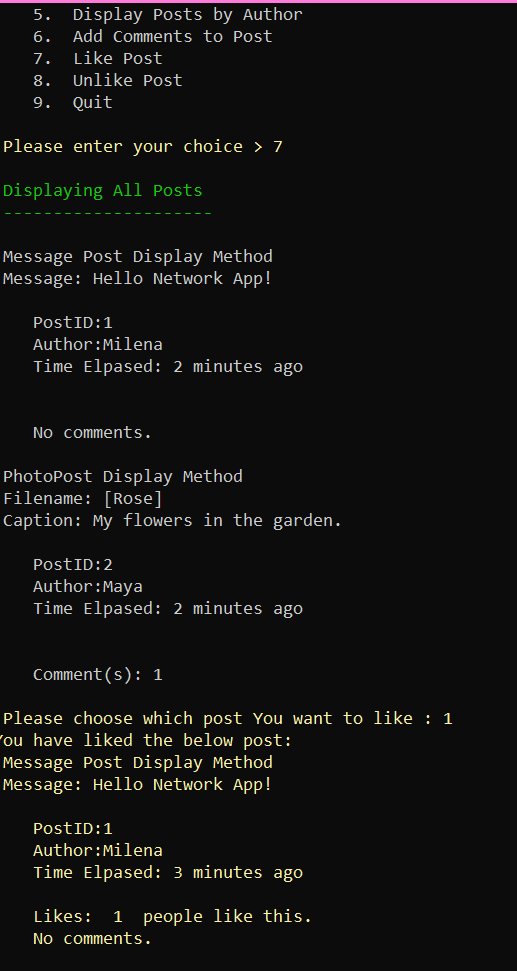 5. Display Posts by Author
6. Add Comments to Post
7. Like Post
8. Unlike Post
9. Quit
Please enter your choice > 7
Displaying All Posts
---------------------
Message Post Display Method
Message: Hello Network App!
PostID:1
Author:Milena
Time Elpased: 2 minutes ago
No comments.
PhotoPost Display Method
Filename: [Rose]
Caption: My flowers in the garden.
PostID:2
Author:Maya
Time Elpased: 2 minutes ago
Comment(s): 1
Please choose which post You want to like : 1
You have liked the below post:
Message Post Display Method
Message: Hello Network App!
PostID:1
Author:Milena
Time Elpased: 3 minutes ago
Likes:  1  people like this.
No comments.